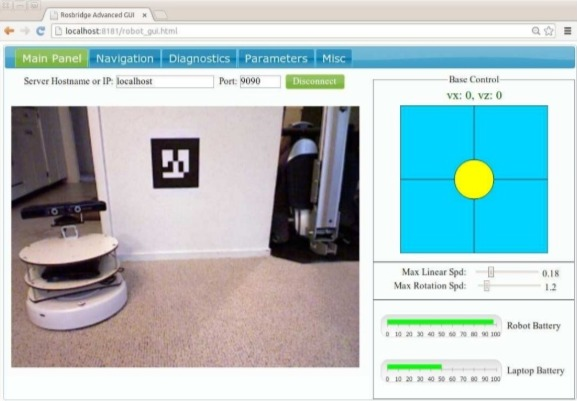 Rosbridge Advanced GUI
localhost:8181/robot_gui.html
Main Panel Navigation Diagnostics Parameters Misc
Server Hostname or IP: localhost Port: 9090 Disconnect
Base Control
vx: 0, vz: 0
Max Linear Spd: 0.18
Max Rotation Spd: 1.2
0 10 20 30 40 50 60 70 80 90 100 Robot Battery
0 10 20 30 40 50 60 70 80 90 100 Laptop Battery